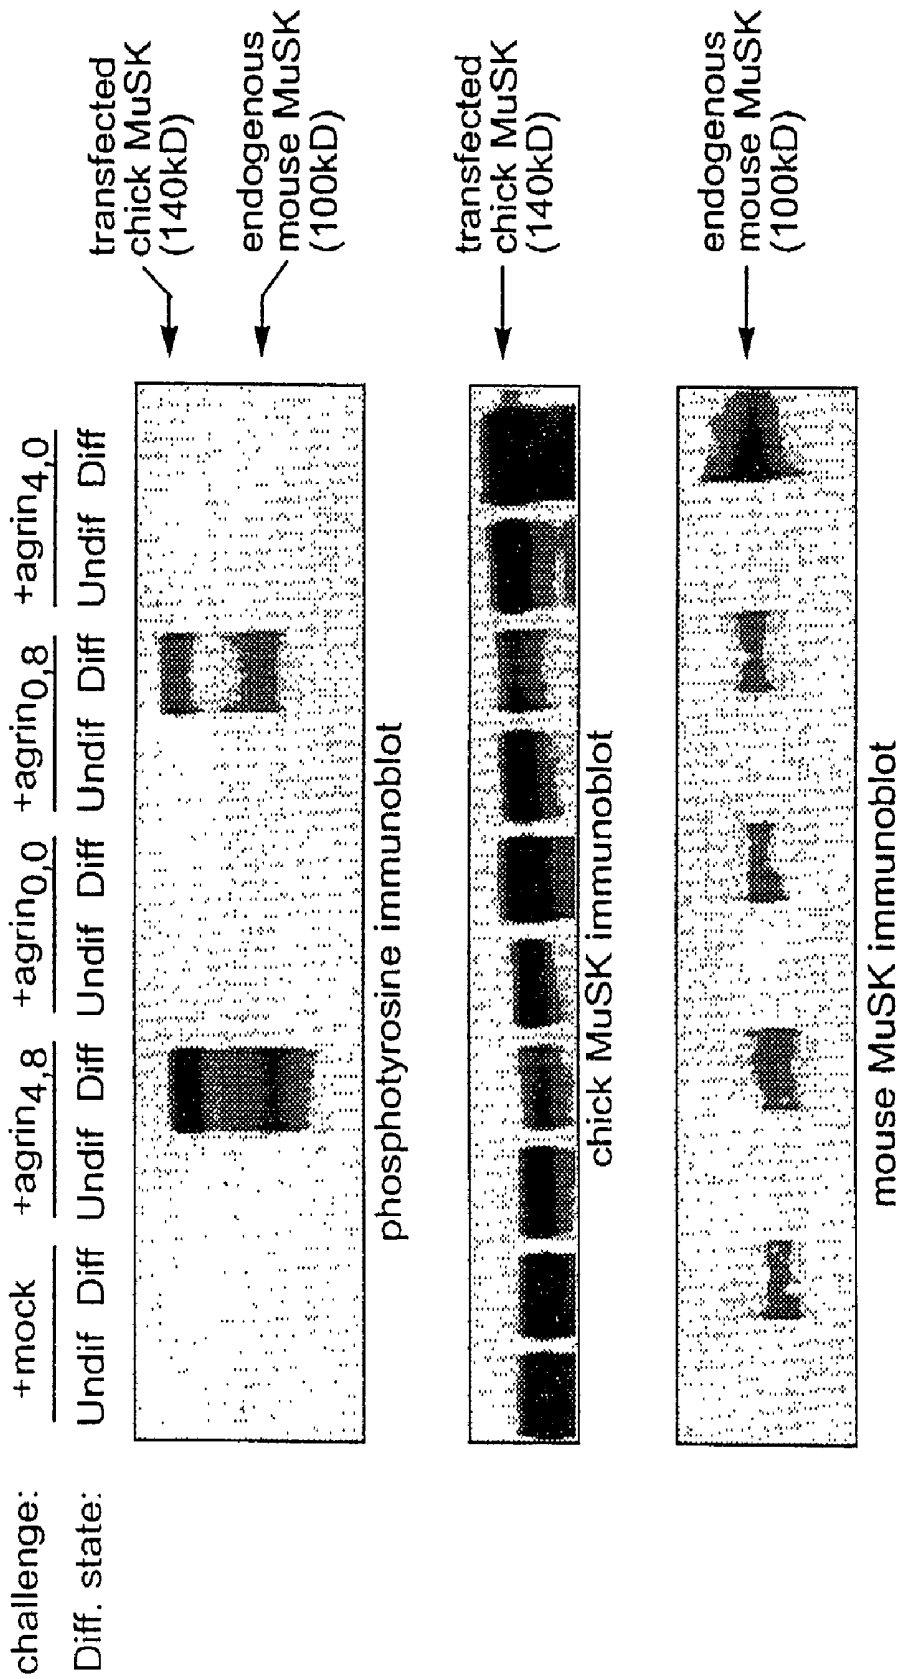 challenge: +mock +agrin4,8 +agrin0,0 +agrin0,8 +agrin4,0
Diff. state: Undif Diff Undif Diff Undif Diff Undif Diff Undif Diff
transfected
chick MuSK
(140kD)
endogenous
mouse MuSK
(100kD)
phosphotyrosine immunoblot
transfected
chick MuSK
(140kD)
chick MuSK immunoblot
endogenous
mouse MuSK
(100kD)
mouse MuSK immunoblot